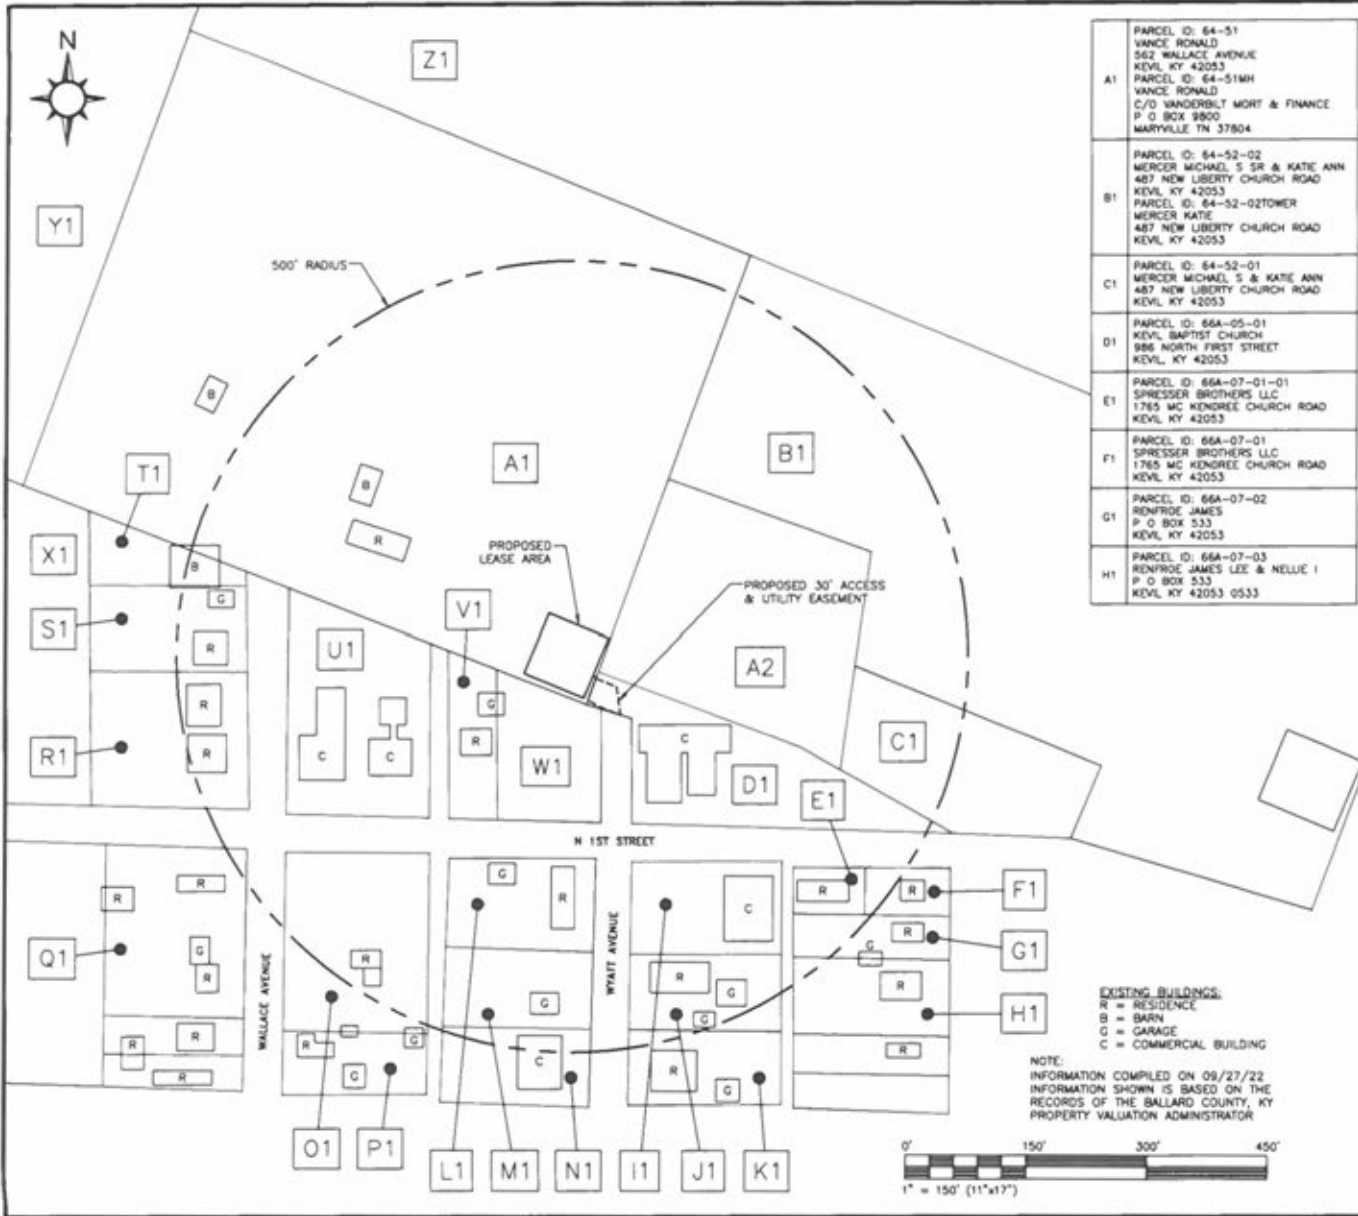 N
Z1
Y1
500' RADIUS
B
T1
A1
B1
B
R
PROPOSED
LEASE AREA
PROPOSED 30' ACCESS
& UTILITY EASEMENT
X1
B
G
S1
R
U1
V1
A2
R
G
R1
R
C
C
R
W1
C
D1
C1
E1
N 1ST STREET
R
R
G
R
C
R
R
F1
Q1
G
R
R
G
R
G1
WALLACE AVENUE
WYATT AVENUE
G
R
G
G
R
H1
R
R
R
R
G
G
C
R
G
R
O1
P1
L1
M1
N1
I1
J1
K1
A1
PARCEL ID: 64-51
VANCE RONALD
562 WALLACE AVENUE
KEVIL KY 42053
PARCEL ID: 64-51MH
VANCE RONALD
C/O VANDERBILT MORT & FINANCE
P O BOX 9800
MARYVILLE TN 37804
B1
PARCEL ID: 64-52-02
MERCER MICHAEL S SR & KATIE ANN
487 NEW LIBERTY CHURCH ROAD
KEVIL KY 42053
PARCEL ID: 64-52-02TOWER
MERCER KATIE
487 NEW LIBERTY CHURCH ROAD
KEVIL KY 42053
C1
PARCEL ID: 64-52-01
MERCER MICHAEL S & KATIE ANN
487 NEW LIBERTY CHURCH ROAD
KEVIL KY 42053
D1
PARCEL ID: 66A-05-01
KEVIL BAPTIST CHURCH
986 NORTH FIRST STREET
KEVIL, KY 42053
E1
PARCEL ID: 66A-07-01-01
SPRESSER BROTHERS LLC
1765 MC KENDREE CHURCH ROAD
KEVIL KY 42053
F1
PARCEL ID: 66A-07-01
SPRESSER BROTHERS LLC
1765 MC KENDREE CHURCH ROAD
KEVIL KY 42053
G1
PARCEL ID: 66A-07-02
RENFROE JAMES
P O BOX 533
KEVIL KY 42053
H1
PARCEL ID: 66A-07-03
RENFROE JAMES LEE & NELLIE I
P O BOX 533
KEVIL KY 42053 0533
EXISTING BUILDINGS:
R = RESIDENCE
B = BARN
G = GARAGE
C = COMMERCIAL BUILDING
NOTE:
INFORMATION COMPILED ON 09/27/22
INFORMATION SHOWN IS BASED ON THE
RECORDS OF THE BALLARD COUNTY, KY
PROPERTY VALUATION ADMINISTRATOR
0' 150' 300' 450'
1" = 150' (11"x17")